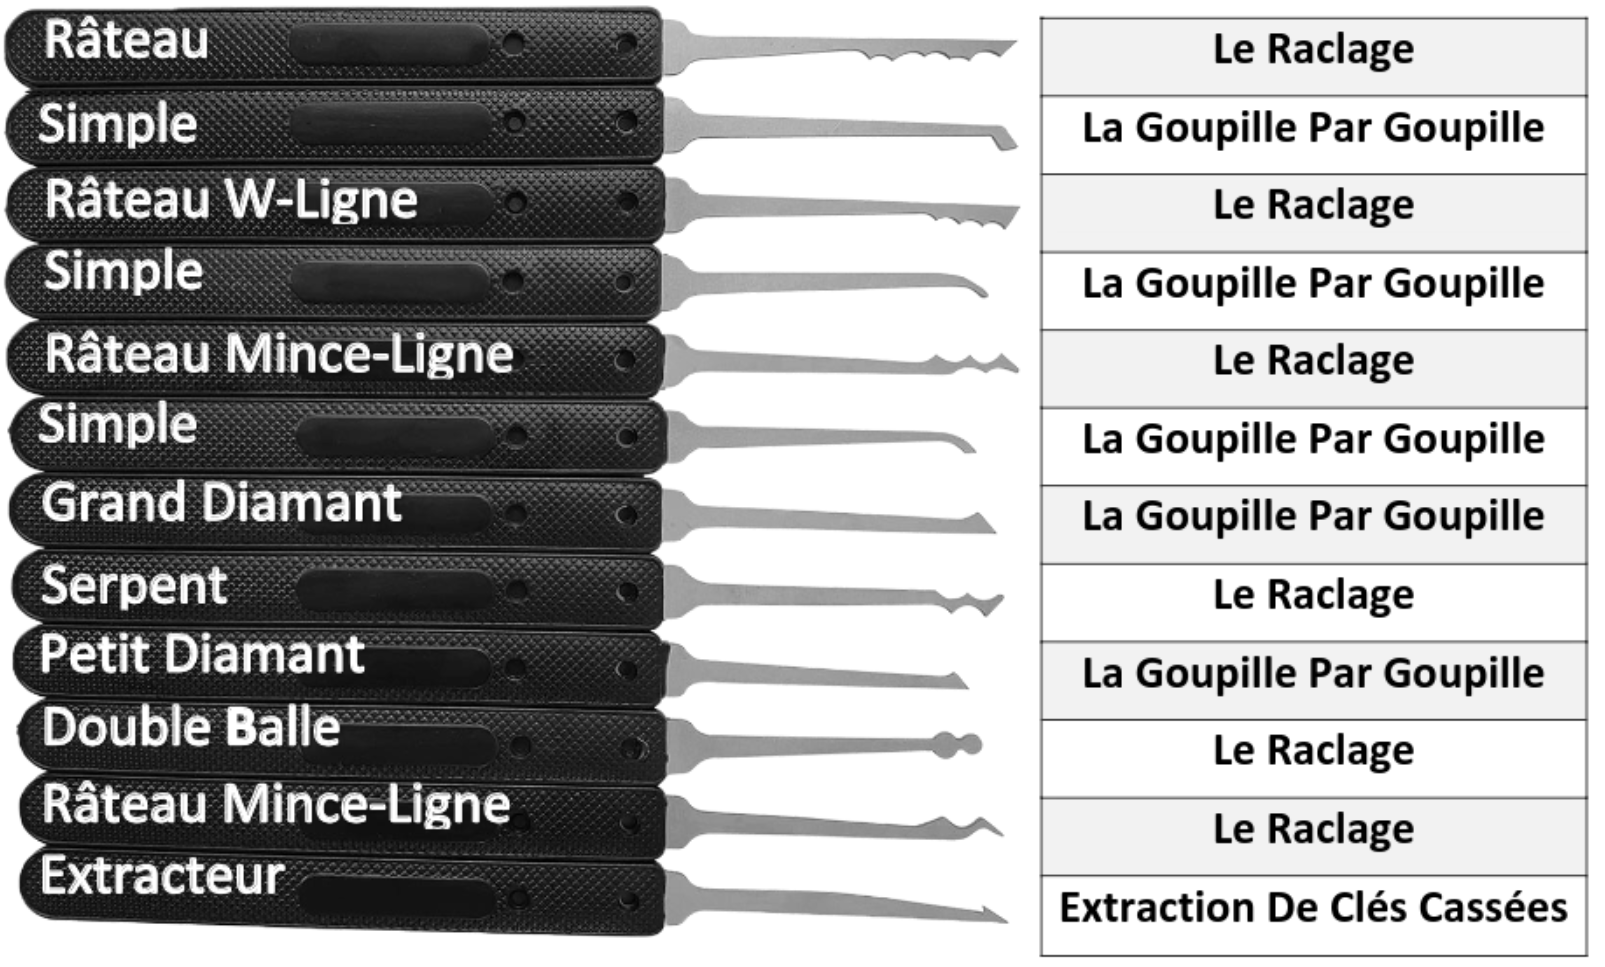 Râteau Le Raclage
Simple La Goupille Par Goupille
Râteau W-Ligne Le Raclage
Simple La Goupille Par Goupille
Râteau Mince-Ligne Le Raclage
Simple La Goupille Par Goupille
Grand Diamant La Goupille Par Goupille
Serpent Le Raclage
Petit Diamant La Goupille Par Goupille
Double Balle Le Raclage
Râteau Mince-Ligne Le Raclage
Extracteur Extraction De Clés Cassées